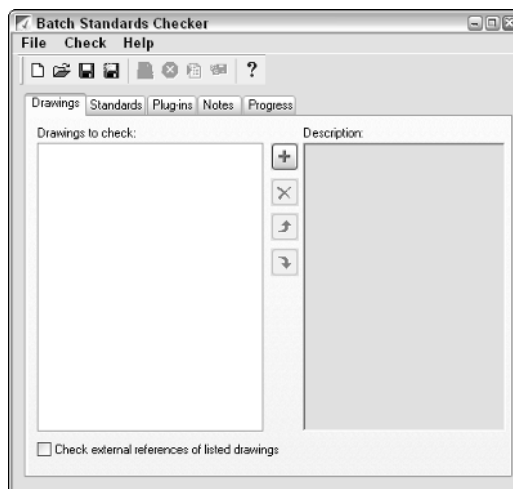 Batch Standards Checker
File Check Help
?
Drawings Standards Plug-ins Notes Progress
Drawings to check: Description:
Check external references of listed drawings